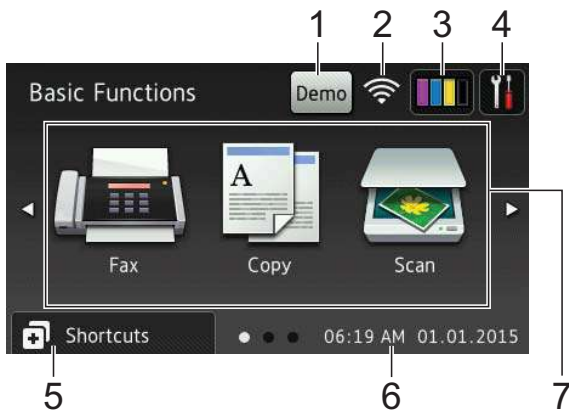 1 2 3 4
Basic Functions Demo
A
Fax Copy Scan
7
Shortcuts 06:19 AM 01.01.2015
5 6